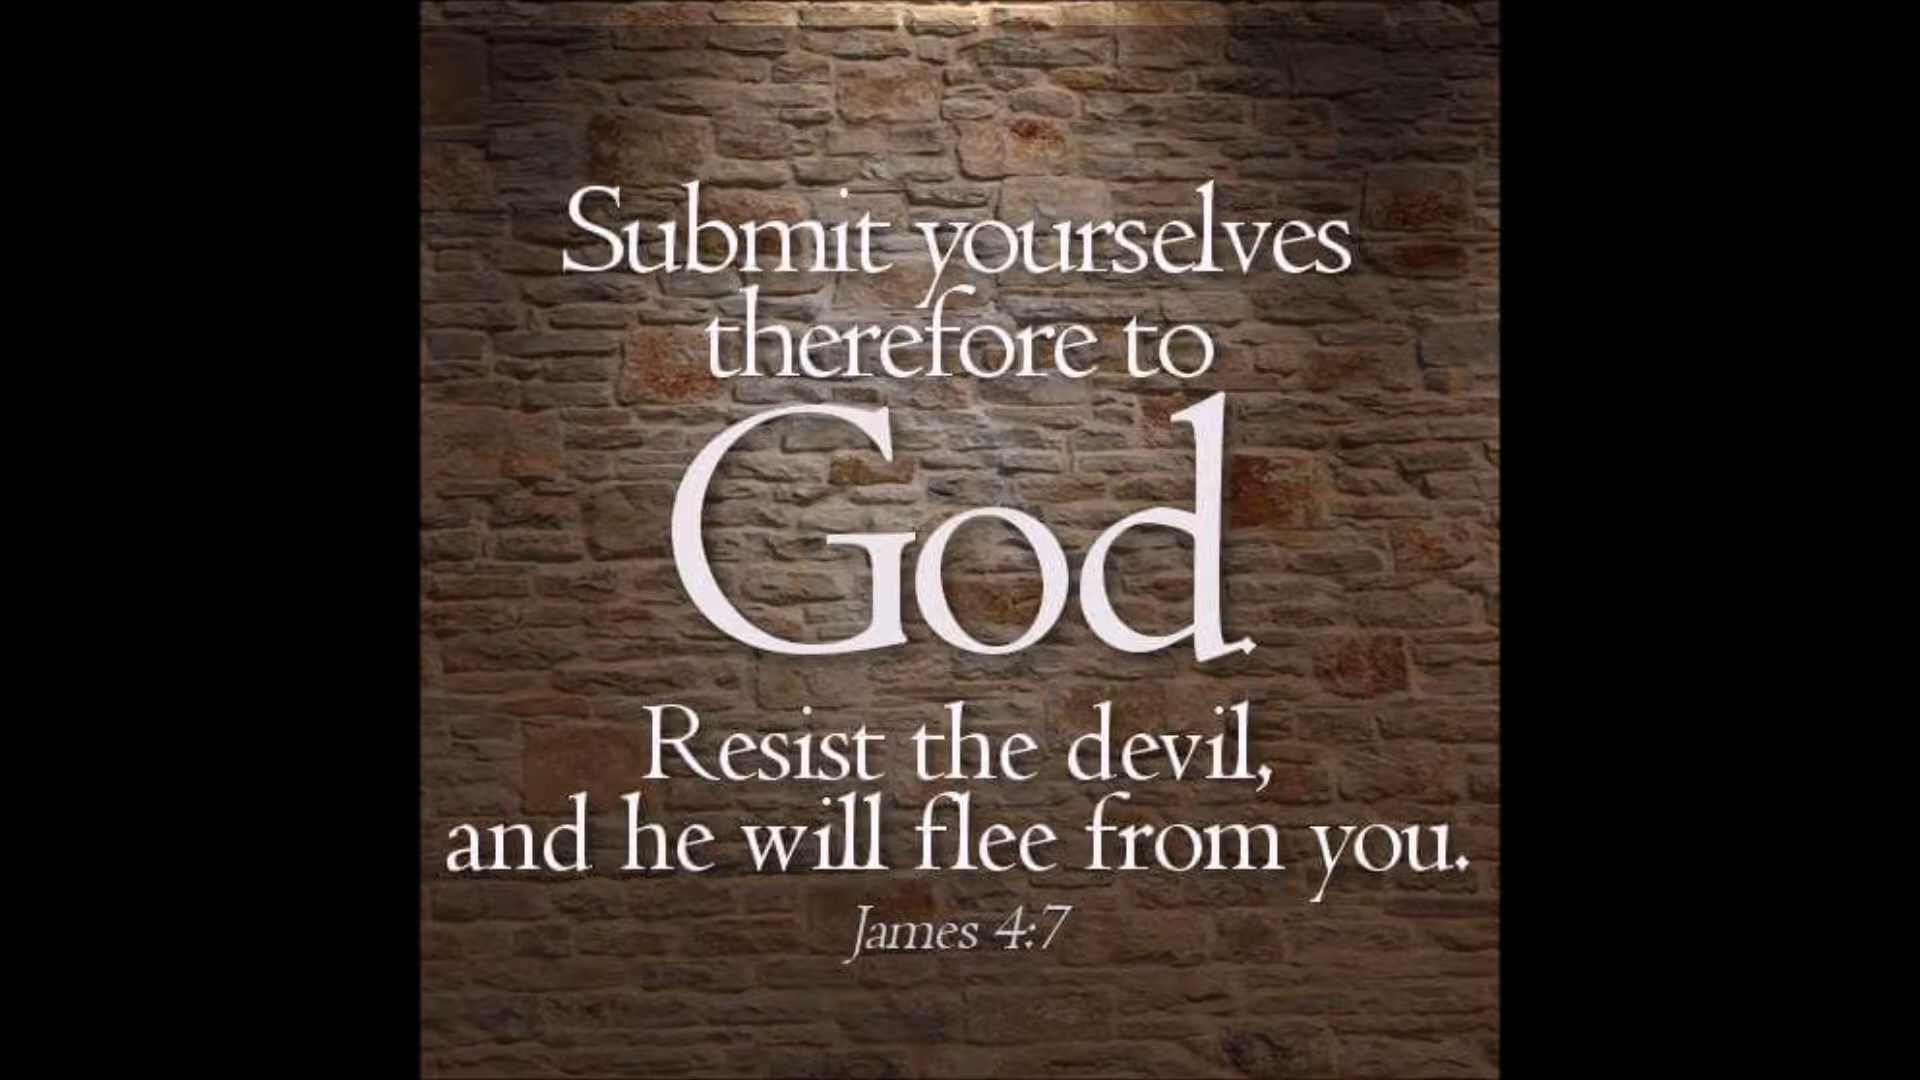 Submit yourselves
therefore to
God.
Resist the devil,
and he will flee from you.
James 4:7